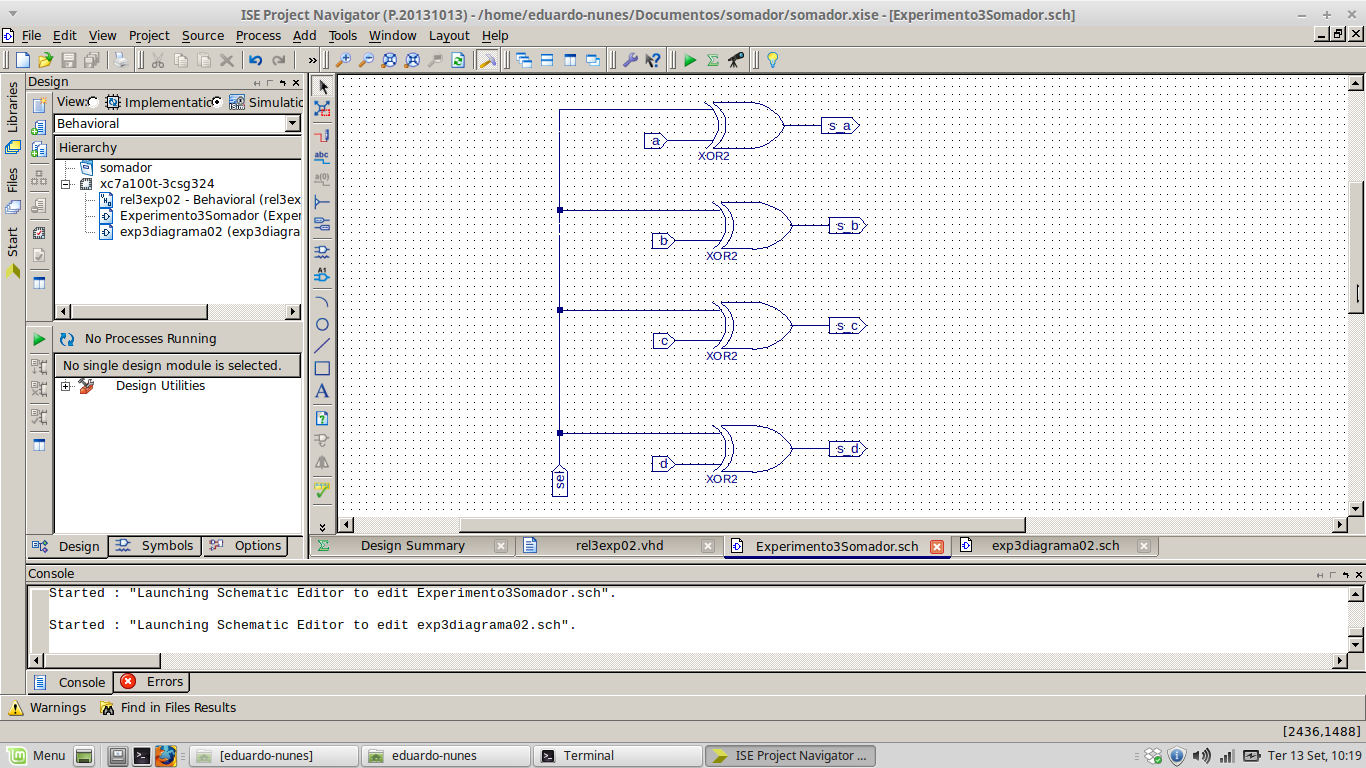 ISE Project Navigator (P.20131013) - /home/eduardo-nunes/Documentos/somador/somador.xise - [Experimento3Somador.sch]
File Edit View Project Source Process Add Tools Window Layout Help
»
Design
View: Implementatic Simulatic
Behavioral
Hierarchy
somador
xc7a100t-3csg324
rel3exp02 - Behavioral (rel3ex
Experimento3Somador (Exper
exp3diagrama02 (exp3diagra
No Processes Running
No single design module is selected.
Design Utilities
Design Symbols Options
Libraries
Files
Start
abc
a(0)
A1
A
a
XOR2
s_a
b
XOR2
s_b
c
XOR2
s_c
d
XOR2
s_d
sel
Design Summary rel3exp02.vhd Experimento3Somador.sch exp3diagrama02.sch
Console
Started : "Launching Schematic Editor to edit Experimento3Somador.sch".
Started : "Launching Schematic Editor to edit exp3diagrama02.sch".
Console Errors
Warnings Find in Files Results
[2436,1488]
Menu [eduardo-nunes] eduardo-nunes Terminal ISE Project Navigator ... Ter 13 Set, 10:19